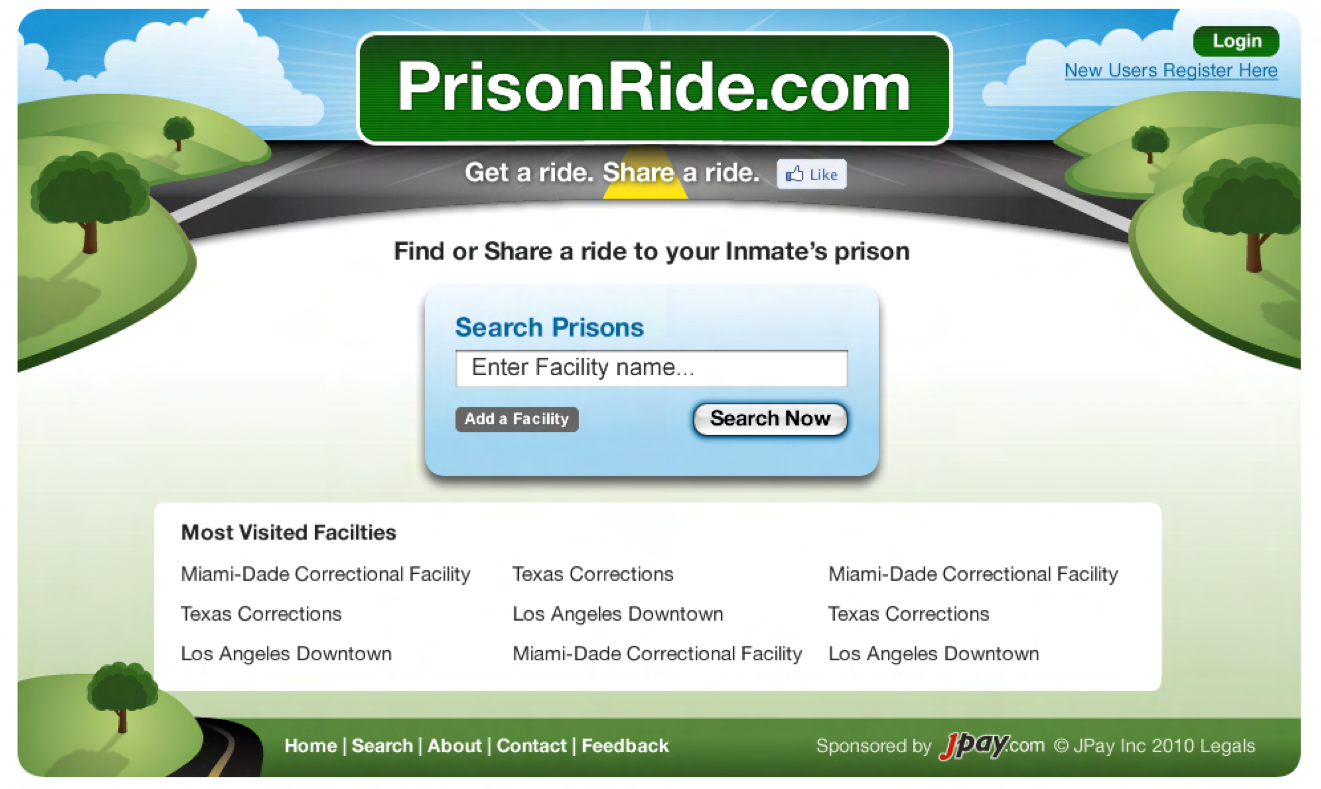 Login
New Users Register Here
PrisonRide.com
Get a ride. Share a ride. Like
Find or Share a ride to your Inmate's prison
Search Prisons
Enter Facility name...
Add a Facility Search Now
Most Visited Facilties
Miami-Dade Correctional Facility Texas Corrections Miami-Dade Correctional Facility
Texas Corrections Los Angeles Downtown Texas Corrections
Los Angeles Downtown Miami-Dade Correctional Facility Los Angeles Downtown
Home | Search | About | Contact | Feedback Sponsored by Jpay.com © JPay Inc 2010 Legals